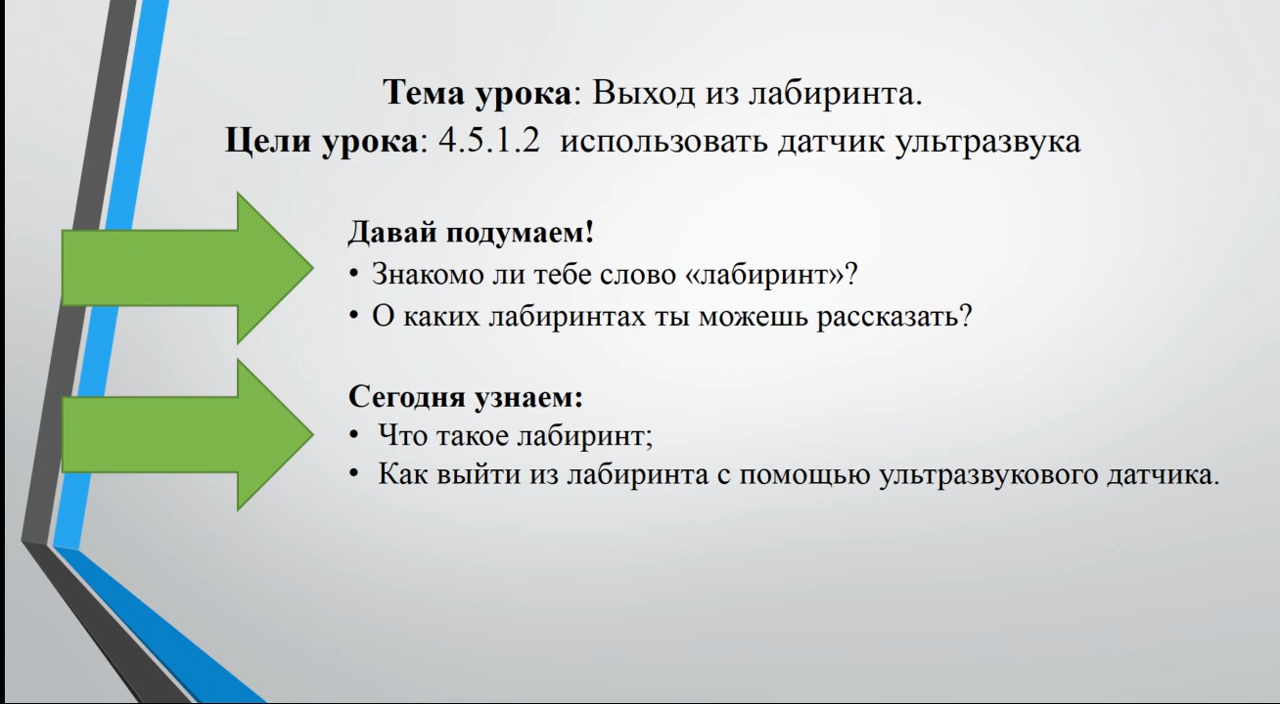 Тема урока: Выход из лабиринта.
Цели урока: 4.5.1.2 использовать датчик ультразвука
Давай подумаем!
• Знакомо ли тебе слово «лабиринт»?
• О каких лабиринтах ты можешь рассказать?
Сегодня узнаем:
• Что такое лабиринт;
• Как выйти из лабиринта с помощью ультразвукового датчика.